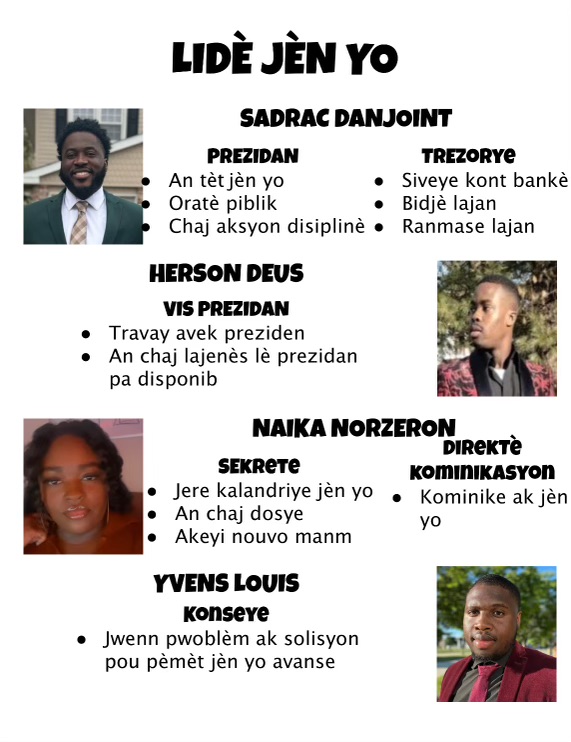 LIDÈ JÈN YO
SADRAC DANJOINT
PREZIDAN
• An tèt jèn yo
• Oratè piblik
• Chaj aksyon disiplinè
TREZORYE
• Siveye kont bankè
• Bidjè lajan
• Ranmase lajan
HERSON DEUS
VIS PREZIDAN
• Travay avek preziden
• An chaj lajenès lè prezidan
pa disponib
NAIKA NORZERON
SEKRETE
• Jere kalandriye jèn yo
• An chaj dosye
• Akeyi nouvo manm
DIREKTÈ
KOMINIKASYON
• Kominike ak jèn
yo
YVENS LOUIS
KONSEYE
• Jwenn pwoblèm ak solisyon
pou pèmèt jèn yo avanse